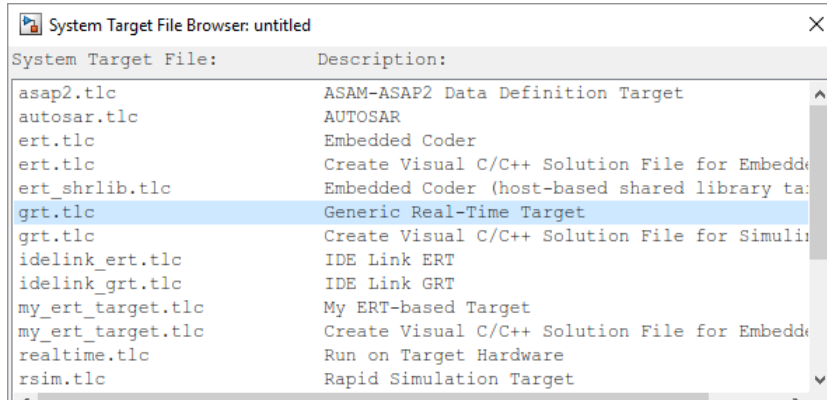 System Target File Browser: untitled
System Target File: Description:
asap2.tlc ASAM-ASAP2 Data Definition Target
autosar.tlc AUTOSAR
ert.tlc Embedded Coder
ert.tlc Create Visual C/C++ Solution File for
ert_shrlib.tlc Embedded Coder (host-based shared library
grt.tlc Generic Real-Time Target
grt.tlc Create Visual C/C++ Solution File for
idelink_ert.tlc IDE Link ERT
idelink_grt.tlc IDE Link GRT
my_ert_target.tlc My ERT-based Target
my_ert_target.tlc Create Visual C/C++ Solution File for
realtime.tlc Run on Target Hardware
rsim.tlc Rapid Simulation Target